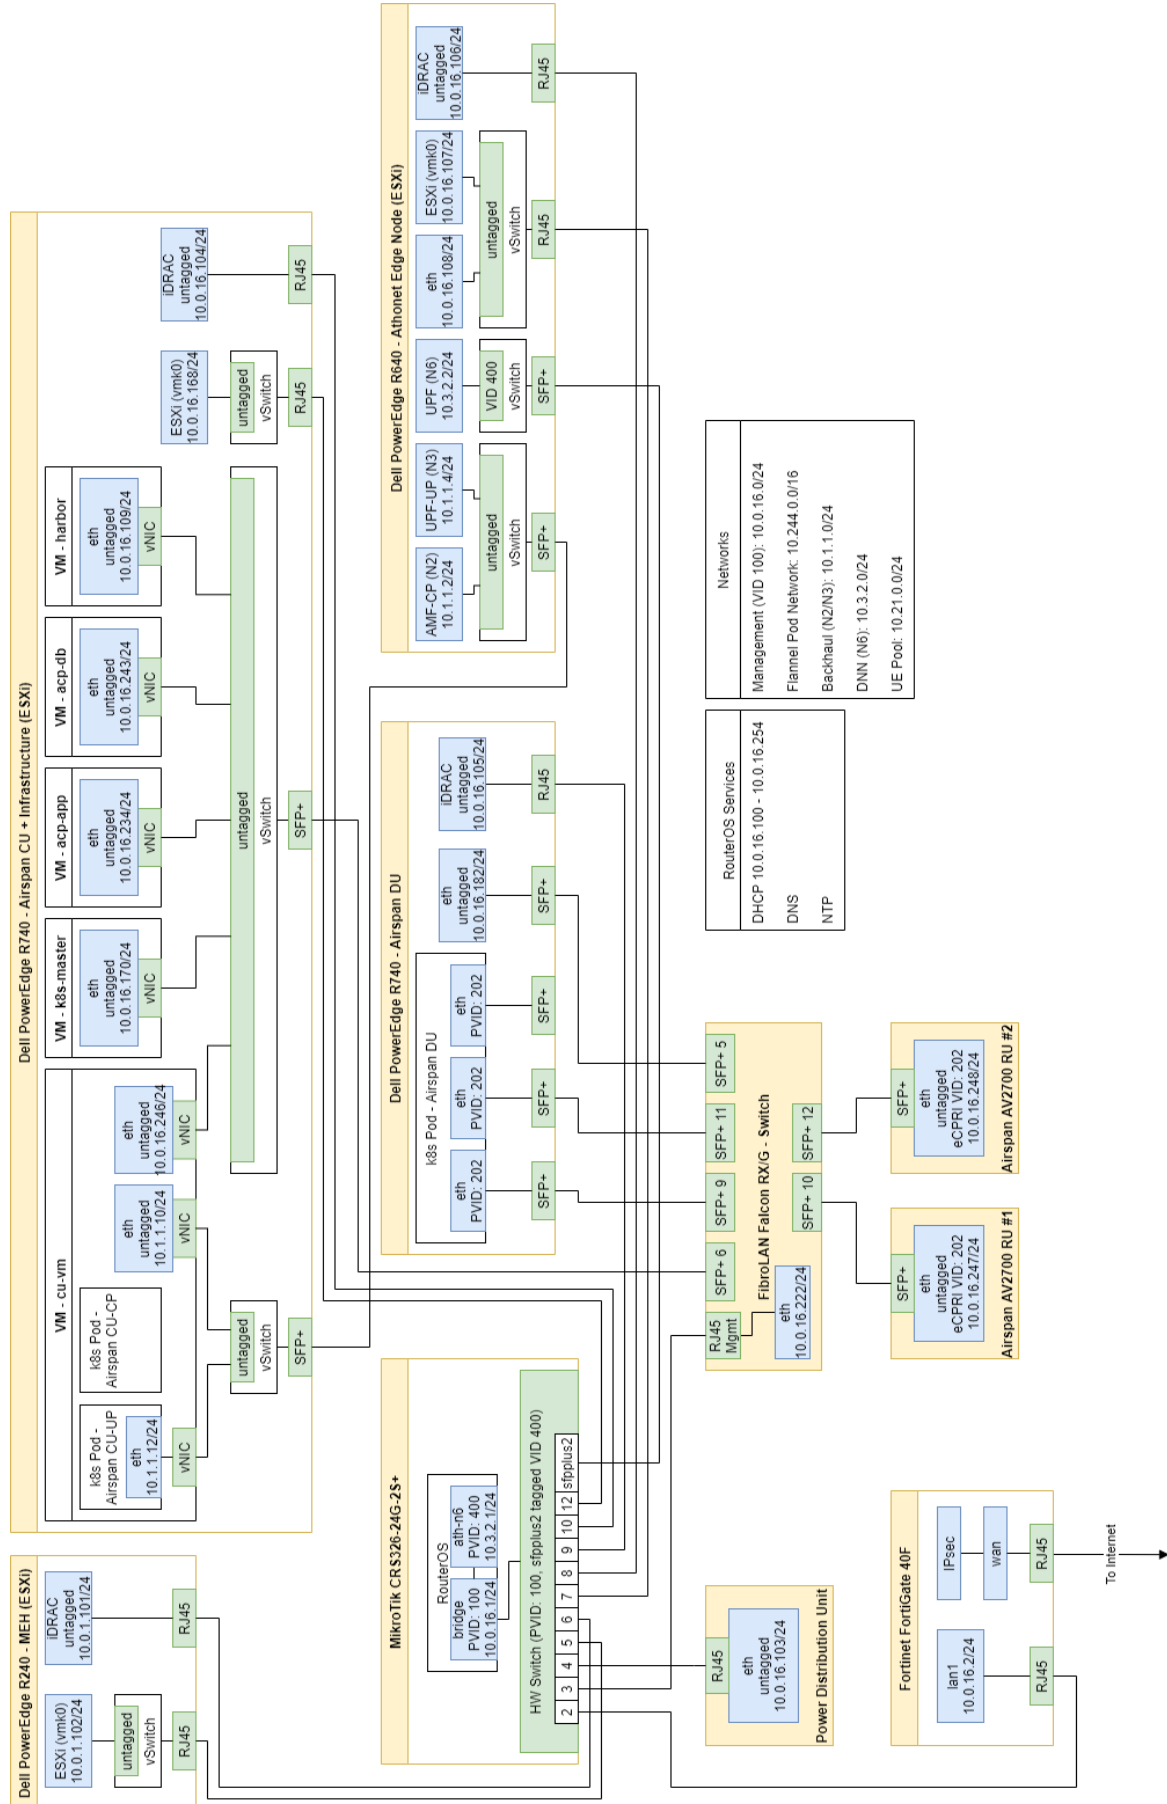 Dell PowerEdge R240 - MEH (ESXi)
ESXi (vmk0)
10.0.1.102/24
untagged
vSwitch
RJ45
iDRAC
untagged
10.0.1.101/24
RJ45
Dell PowerEdge R740 - Airspan CU + Infrastructure (ESXi)
VM - cu-vm
k8s Pod -
Airspan CU-UP
eth
10.1.1.12/24
vNIC
k8s Pod -
Airspan CU-CP
eth
untagged
10.1.1.10/24
vNIC
eth
untagged
10.0.16.246/24
vNIC
untagged
vSwitch
SFP+
VM - k8s-master
eth
untagged
10.0.16.170/24
vNIC
VM - acp-app
eth
untagged
10.0.16.234/24
vNIC
VM - acp-db
eth
untagged
10.0.16.243/24
vNIC
VM - harbor
eth
untagged
10.0.16.109/24
vNIC
untagged
vSwitch
SFP+
ESXi (vmk0)
10.0.16.168/24
untagged
vSwitch
RJ45
iDRAC
untagged
10.0.16.104/24
RJ45
MikroTik CRS326-24G-2S+
RouterOS
bridge
PVID: 100
10.0.16.1/24
ath-n6
PVID: 400
10.3.2.1/24
HW Switch (PVID: 100, sfpplus2 tagged VID 400)
2
3
4
5
6
7
8
9
10
12
sfpplus2
Dell PowerEdge R740 - Airspan DU
k8s Pod - Airspan DU
eth
PVID: 202
SFP+
eth
PVID: 202
SFP+
eth
PVID: 202
SFP+
eth
untagged
10.0.16.182/24
SFP+
iDRAC
untagged
10.0.16.105/24
RJ45
Dell PowerEdge R640 - Athonet Edge Node (ESXi)
AMF-CP (N2)
10.1.1.2/24
UPF-UP (N3)
10.1.1.4/24
untagged
vSwitch
SFP+
UPF (N6)
10.3.2.2/24
VID 400
vSwitch
SFP+
eth
10.0.16.108/24
ESXi (vmk0)
10.0.16.107/24
untagged
vSwitch
RJ45
iDRAC
untagged
10.0.16.106/24
RJ45
RJ45
eth
untagged
10.0.16.103/24
Power Distribution Unit
RJ45
Mgmt
SFP+ 6
SFP+ 9
SFP+ 11
SFP+ 5
FibroLAN Falcon RX/G - Switch
eth
10.0.16.222/24
SFP+ 10
SFP+ 12
RouterOS Services
DHCP 10.0.16.100 - 10.0.16.254
DNS
NTP
Networks
Management (VID 100): 10.0.16.0/24
Flannel Pod Network: 10.244.0.0/16
Backhaul (N2/N3): 10.1.1.0/24
DNN (N6): 10.3.2.0/24
UE Pool: 10.21.0.0/24
Fortinet FortiGate 40F
lan1
10.0.16.2/24
RJ45
IPsec
wan
RJ45
To Internet
SFP+
eth
untagged
eCPRI VID: 202
10.0.16.247/24
Airspan AV2700 RU #1
SFP+
eth
untagged
eCPRI VID: 202
10.0.16.248/24
Airspan AV2700 RU #2